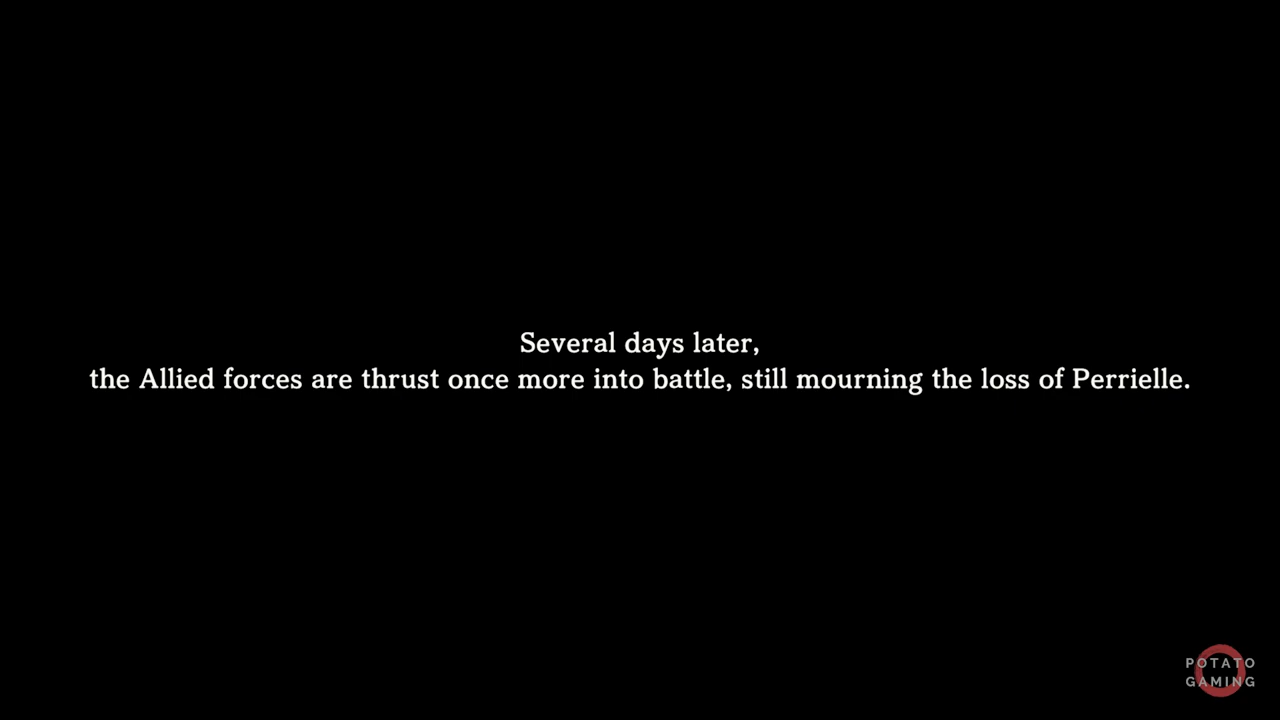 Several days later,
the Allied forces are thrust once more into battle, still mourning the loss of Perrielle.
POTATO
GAMING